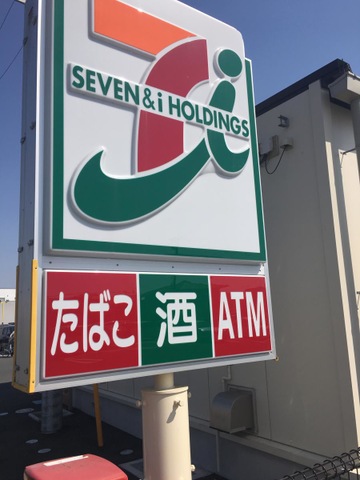 SEVEN&i HOLDINGS
たばこ 酒 ATM